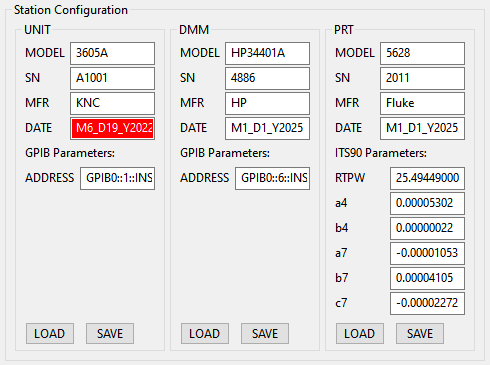 Station Configuration
UNIT
MODEL 3605A
SN A1001
MFR KNC
DATE M6_D19_Y2022
GPIB Parameters:
ADDRESS GPIB0::1::INS
LOAD SAVE
DMM
MODEL HP34401A
SN 4886
MFR HP
DATE M1_D1_Y2025
GPIB Parameters:
ADDRESS GPIB0::6::INS
LOAD SAVE
PRT
MODEL 5628
SN 2011
MFR Fluke
DATE M1_D1_Y2025
ITS90 Parameters:
RTPW 25.49449000
a4 0.00005302
b4 0.00000022
a7 -0.00001053
b7 0.00004105
c7 -0.00002272
LOAD SAVE